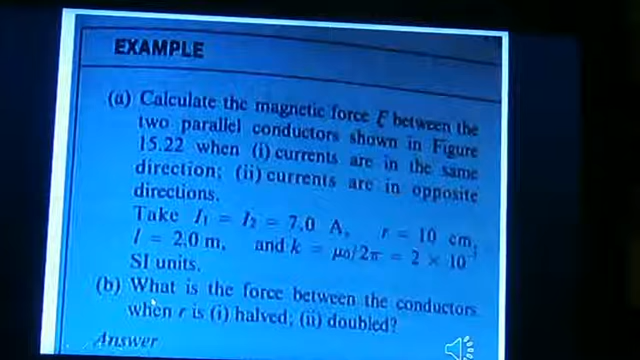 EXAMPLE
(a) Calculate the magnetic force F between the
two parallel conductors shown in Figure
15.22 when (i) currents are in the same
direction; (ii) currents are in opposite
directions.
Take I₁ = I₂ = 7.0 A, r = 10 cm,
l = 2.0 m, and k = μ₀/2π = 2 × 10
SI units.
(b) What is the force between the conductors
when r is (i) halved; (ii) doubled?
Answer